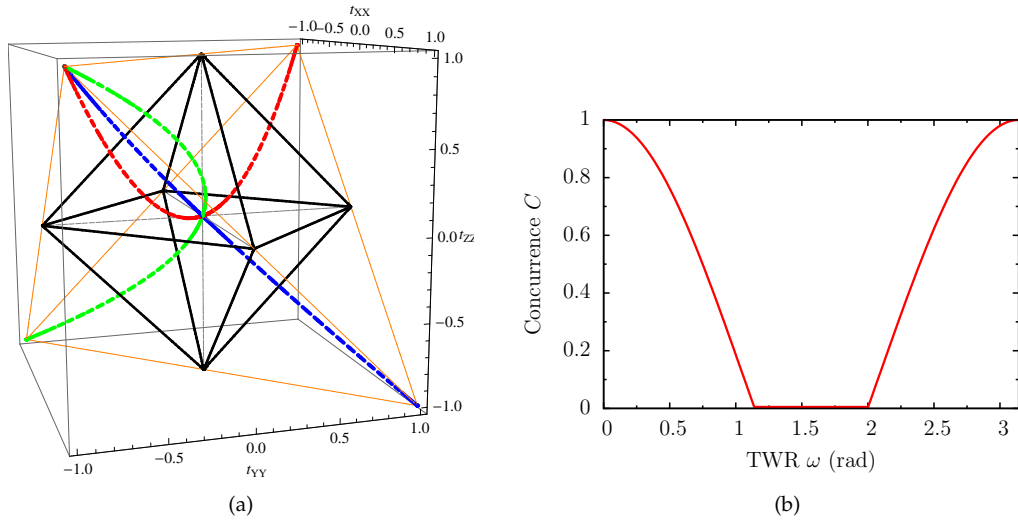 t_XX
-1.0 -0.5 0.0 0.5 1.0
1.0
0.5
0.0 t_ZZ
-0.5
-1.0
-1.0 -0.5 0.0 0.5 1.0
t_YY
(a)
Concurrence C
1
0.8
0.6
0.4
0.2
0
0 0.5 1 1.5 2 2.5 3
TWR ω (rad)
(b)